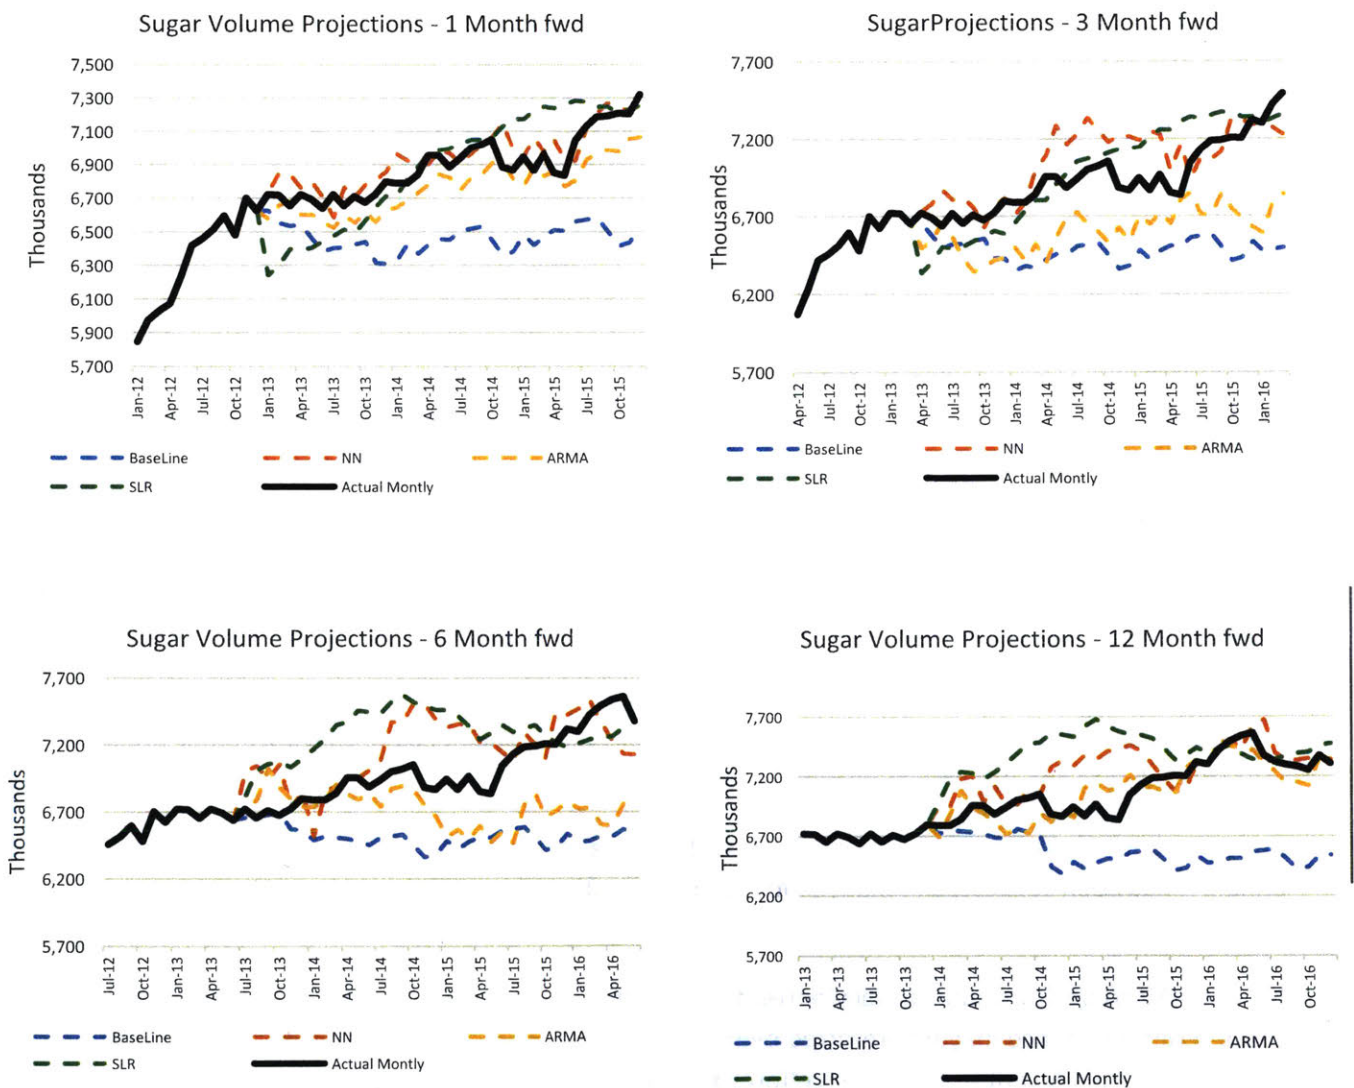 Sugar Volume Projections - 1 Month fwd
7,500
7,300
7,100
6,900
6,700
6,500
6,300
6,100
5,900
5,700
Thousands
Jan-12 Apr-12 Jul-12 Oct-12 Jan-13 Apr-13 Jul-13 Oct-13 Jan-14 Apr-14 Jul-14 Oct-14 Jan-15 Apr-15 Jul-15 Oct-15
BaseLine NN ARMA
SLR Actual Montly
SugarProjections - 3 Month fwd
7,700
7,200
6,700
6,200
5,700
Thousands
Apr-12 Jul-12 Oct-12 Jan-13 Apr-13 Jul-13 Oct-13 Jan-14 Apr-14 Jul-14 Oct-14 Jan-15 Apr-15 Jul-15 Oct-15 Jan-16
BaseLine NN ARMA
SLR Actual Montly
Sugar Volume Projections - 6 Month fwd
7,700
7,200
6,700
6,200
5,700
Thousands
Jul-12 Oct-12 Jan-13 Apr-13 Jul-13 Oct-13 Jan-14 Apr-14 Jul-14 Oct-14 Jan-15 Apr-15 Jul-15 Oct-15 Jan-16 Apr-16
BaseLine NN ARMA
SLR Actual Montly
Sugar Volume Projections - 12 Month fwd
7,700
7,200
6,700
6,200
5,700
Thousands
Jan-13 Apr-13 Jul-13 Oct-13 Jan-14 Apr-14 Jul-14 Oct-14 Jan-15 Apr-15 Jul-15 Oct-15 Jan-16 Apr-16 Jul-16 Oct-16
BaseLine NN ARMA
SLR Actual Montly